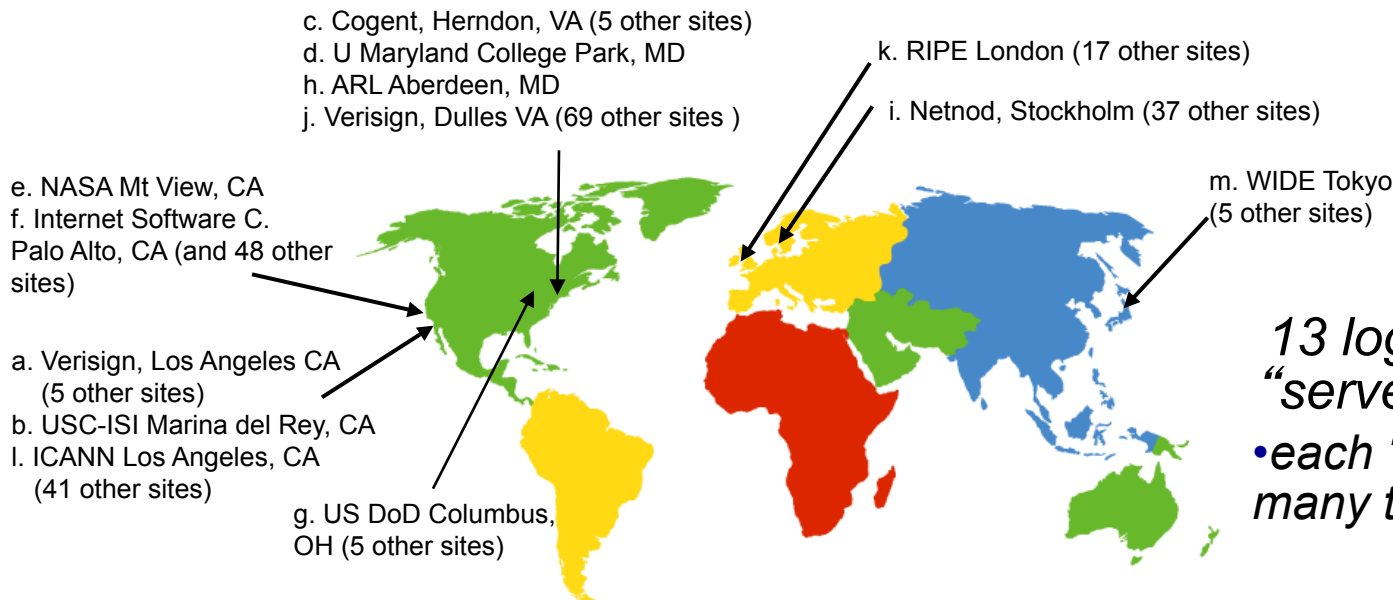 c. Cogent, Herndon, VA (5 other sites)
d. U Maryland College Park, MD
h. ARL Aberdeen, MD
j. Verisign, Dulles VA (69 other sites )
k. RIPE London (17 other sites)
i. Netnod, Stockholm (37 other sites)
e. NASA Mt View, CA
f. Internet Software C.
Palo Alto, CA (and 48 other
sites)
m. WIDE Tokyo
(5 other sites)
a. Verisign, Los Angeles CA
(5 other sites)
b. USC-ISI Marina del Rey, CA
l. ICANN Los Angeles, CA
(41 other sites)
g. US DoD Columbus,
OH (5 other sites)
13 log
“serve
•each “
many t